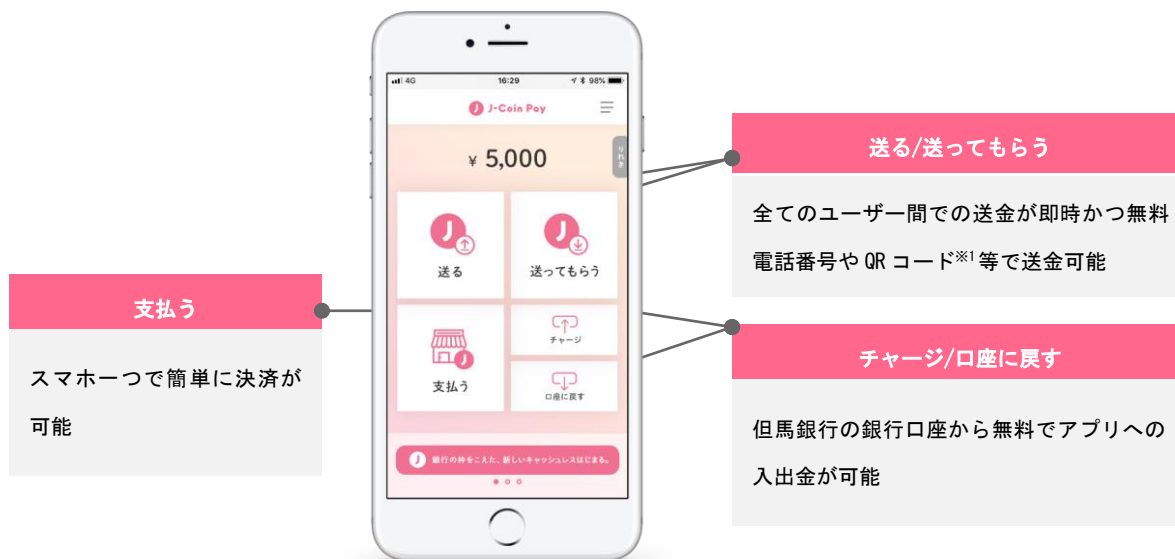 4G 16:29 98%
J-Coin Pay
¥ 5,000
りれき
送る
送ってもらう
支払う
チャージ
口座に戻す
銀行の枠をこえた、新しいキャッシュレスはじまる。
支払う
スマホ一つで簡単に決済が
可能
送る/送ってもらう
全てのユーザー間での送金が即時かつ無料
電話番号や QR コード※1 等で送金可能
チャージ/口座に戻す
但馬銀行の銀行口座から無料でアプリへの
入出金が可能